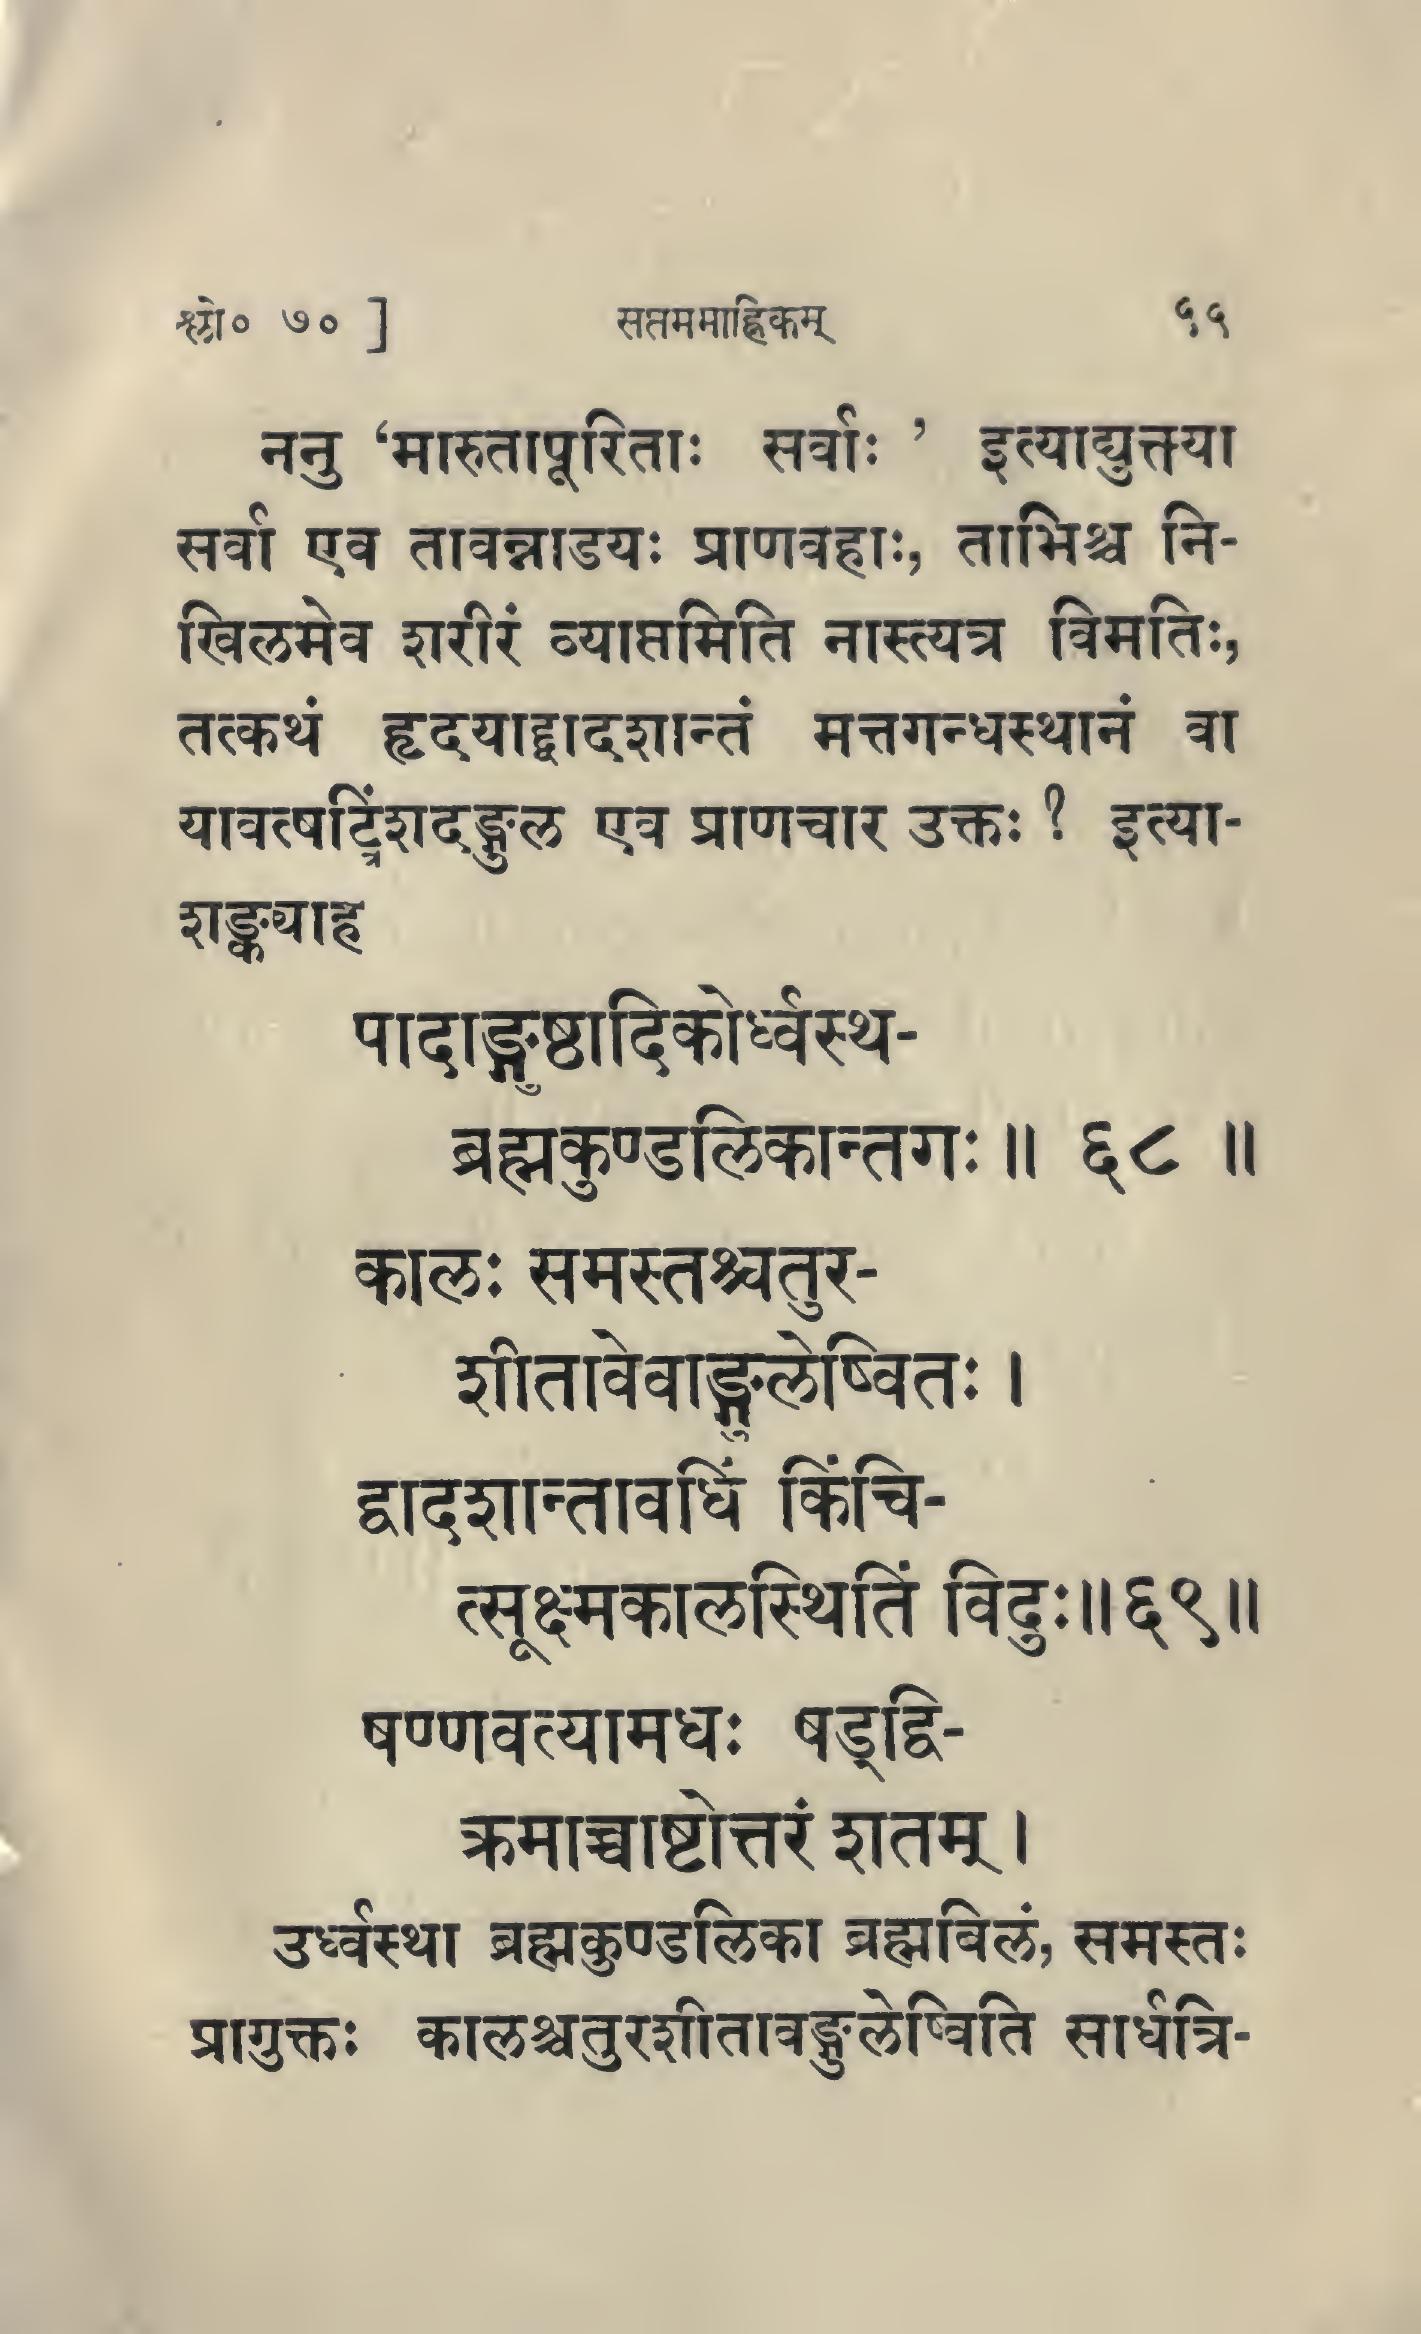 श्लो० ७० ] सप्तममाह्निकम् ५५
ननु ‘मारुतापूरिताः सर्वाः ’ इत्याद्युक्त्या
सर्वा एव तावन्नाडयः प्राणवहाः, ताभिश्च नि-
खिलमेव शरीरं व्याप्तमिति नास्त्यत्र विमतिः,
तत्कथं हृदयाद्द्वादशान्तं मत्तगन्धस्थानं वा
यावत्षट्त्रिंशदङ्गुल एव प्राणचार उक्तः ? इत्या-
शङ्क्याह
पादाङ्गुष्ठादिकोर्ध्वस्थ-
ब्रह्मकुण्डलिकान्तगः ॥ ६८ ॥
कालः समस्तश्चतुर-
शीतावेवाङ्गुलेष्वितः ।
द्वादशान्तावधिं किंचि-
त्सूक्ष्मकालस्थितिं विदुः॥६९॥
षण्णवत्यामधः षड्द्वि-
क्रमाच्चाष्टोत्तरं शतम् ।
उर्ध्वस्था ब्रह्मकुण्डलिका ब्रह्मबिलं, समस्तः
प्रागुक्तः कालश्चतुरशीतावङ्गुलेष्विति सार्धत्रि-